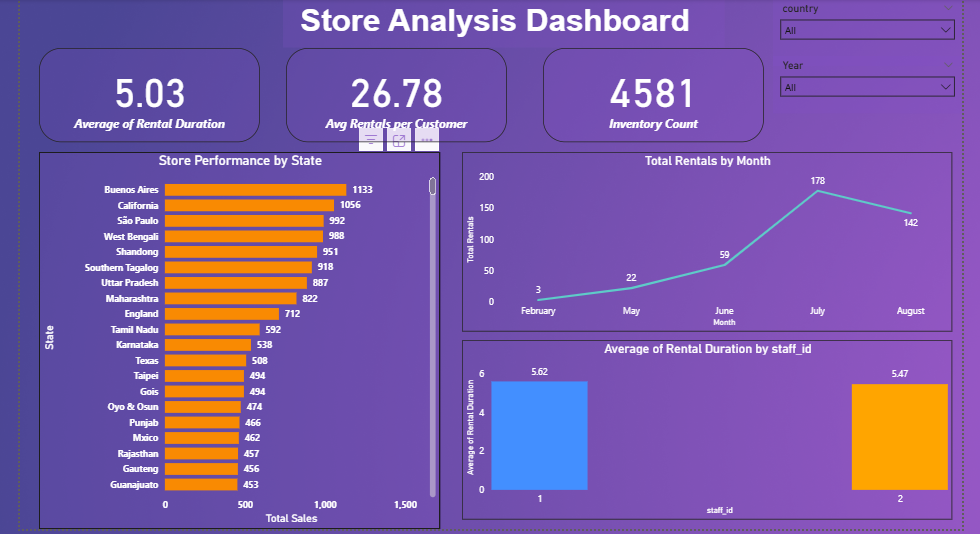 Store Analysis Dashboard
country
All
Year
All
5.03
Average of Rental Duration
26.78
Avg Rentals per Customer
4581
Inventory Count
Store Performance by State
State
Buenos Aires 1133
California 1056
São Paulo 992
West Bengali 988
Shandong 951
Southern Tagalog 918
Uttar Pradesh 887
Maharashtra 822
England 712
Tamil Nadu 592
Karnataka 538
Texas 508
Taipei 494
Gois 494
Oyo & Osun 474
Punjab 466
Mxico 462
Rajasthan 457
Gauteng 456
Guanajuato 453
0 500 1,000 1,500
Total Sales
Total Rentals by Month
Total Rentals
200
150
100
50
0
3 22 59 178 142
February May June July August
Month
Average of Rental Duration by staff_id
Average of Rental Duration
6
4
2
0
5.62 5.47
1 2
staff_id